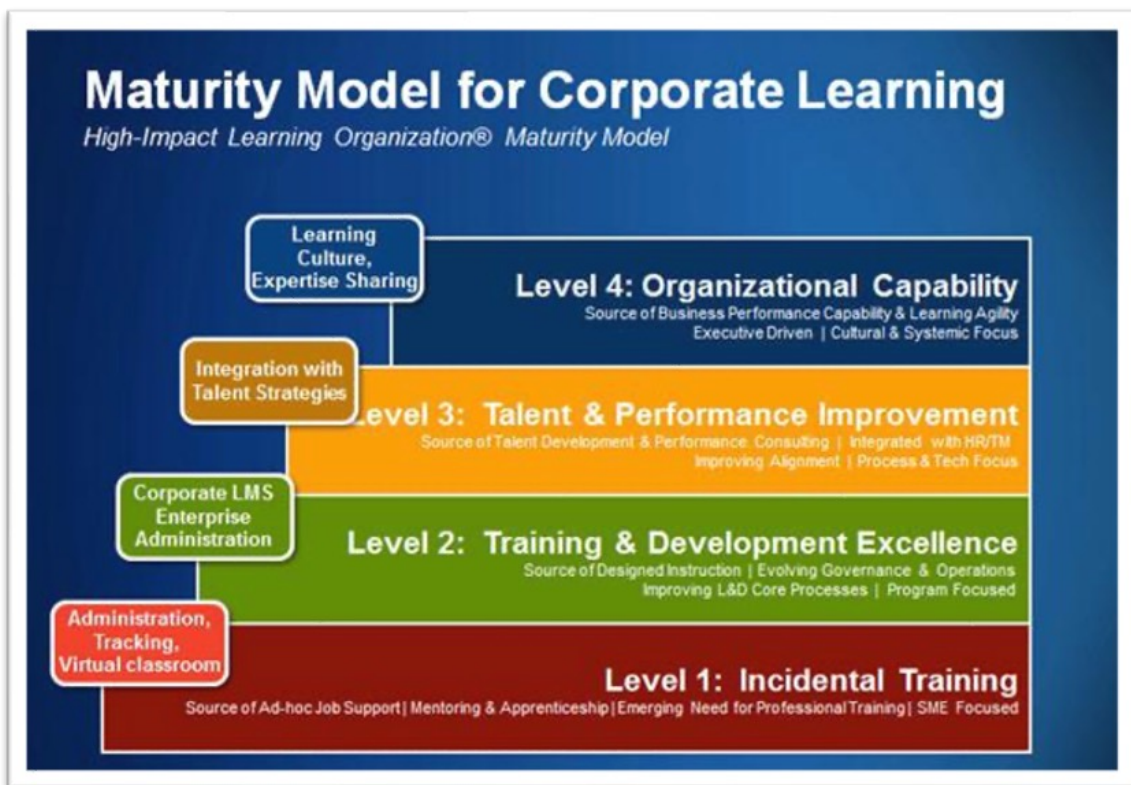 Maturity Model for Corporate Learning
High-Impact Learning Organization® Maturity Model
Learning
Culture,
Expertise Sharing
Level 4: Organizational Capability
Source of Business Performance Capability & Learning Agility
Executive Driven | Cultural & Systemic Focus
Integration with
Talent Strategies
Level 3: Talent & Performance Improvement
Source of Talent Development & Performance Consulting | Integrated with HR/TM
Improving Alignment | Process & Tech Focus
Corporate LMS
Enterprise
Administration
Level 2: Training & Development Excellence
Source of Designed Instruction | Evolving Governance & Operations
Improving L&D Core Processes | Program Focused
Administration,
Tracking,
Virtual classroom
Level 1: Incidental Training
Source of Ad-hoc Job Support| Mentoring & Apprenticeship|Emerging Need for Professional Training| SME Focused